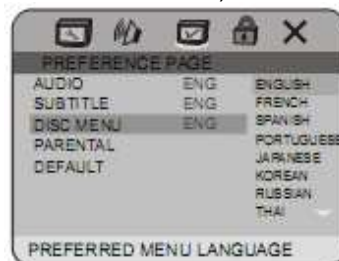 PREFERENCE PAGE
AUDIO ENG
SUBTITLE ENG
DISC MENU ENG
PARENTAL
DEFAULT
ENGLISH
FRENCH
SPANISH
PORTUGUESE
JAPANESE
KOREAN
RUSSIAN
THAI
PREFERRED MENU LANGUAGE